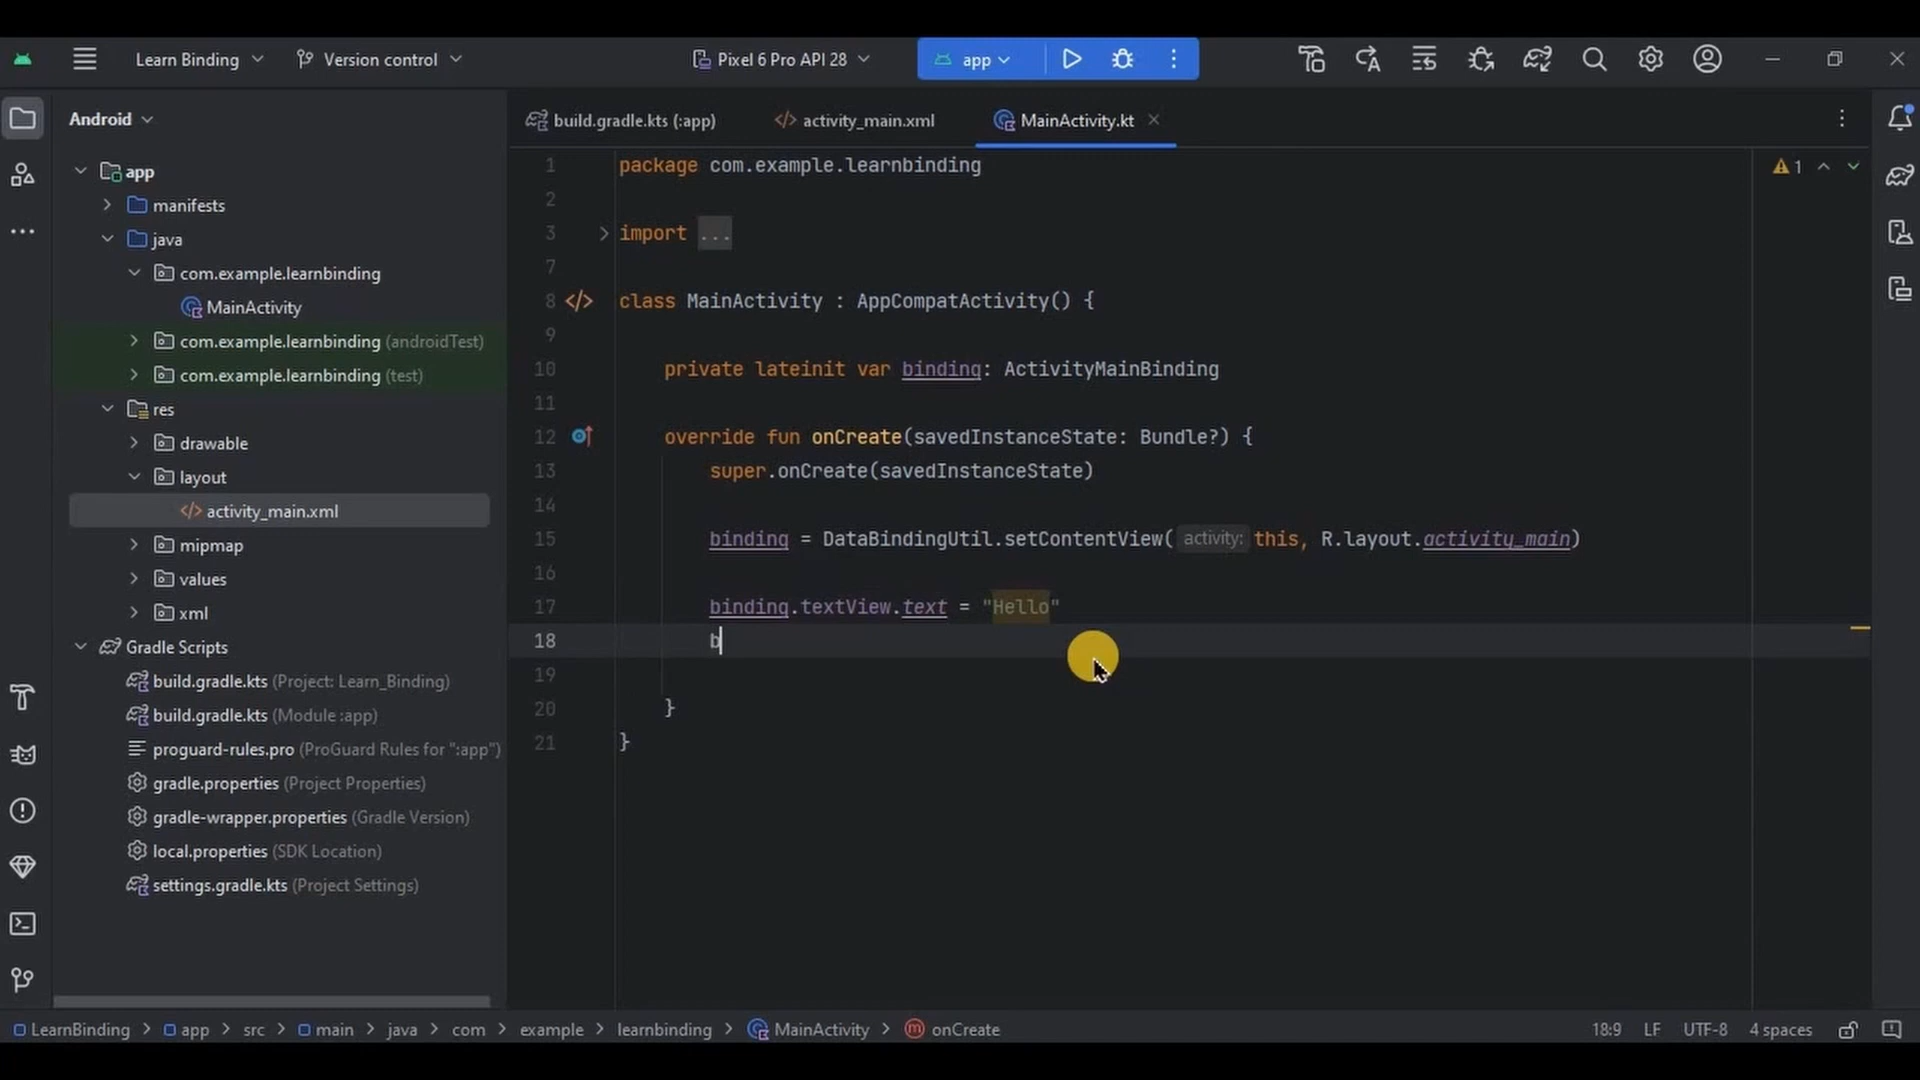 Learn Binding
Version control
Pixel 6 Pro API 28
app
Android
build.gradle.kts (:app)
activity_main.xml
MainActivity.kt
app
manifests
java
com.example.learnbinding
MainActivity
com.example.learnbinding (androidTest)
com.example.learnbinding (test)
res
drawable
layout
activity_main.xml
mipmap
values
xml
Gradle Scripts
build.gradle.kts (Project: Learn_Binding)
build.gradle.kts (Module :app)
proguard-rules.pro (ProGuard Rules for ":app")
gradle.properties (Project Properties)
gradle-wrapper.properties (Gradle Version)
local.properties (SDK Location)
settings.gradle.kts (Project Settings)
1 package com.example.learnbinding
2
3 import ...
7
8 class MainActivity : AppCompatActivity() {
9
10 private lateinit var binding: ActivityMainBinding
11
12 override fun onCreate(savedInstanceState: Bundle?) {
13 super.onCreate(savedInstanceState)
14
15 binding = DataBindingUtil.setContentView( activity: this, R.layout.activity_main)
16
17 binding.textView.text = "Hello"
18 b
19
20 }
21 }
1
LearnBinding > app > src > main > java > com > example > learnbinding > MainActivity > onCreate
18:9 LF UTF-8 4 spaces